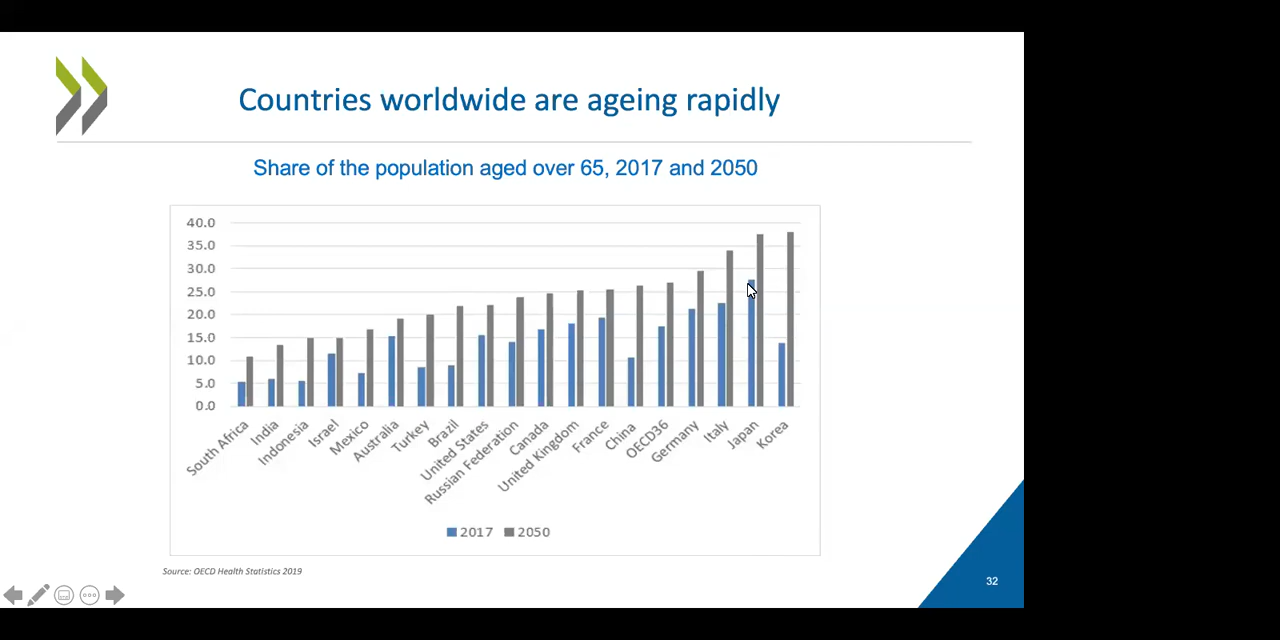 Countries worldwide are ageing rapidly
Share of the population aged over 65, 2017 and 2050
40.0
35.0
30.0
25.0
20.0
15.0
10.0
5.0
0.0
South Africa
India
Indonesia
Israel
Mexico
Australia
Turkey
Brazil
United States
Russian Federation
Canada
United Kingdom
France
China
OECD36
Germany
Italy
Japan
Korea
2017 2050
Source: OECD Health Statistics 2019
32